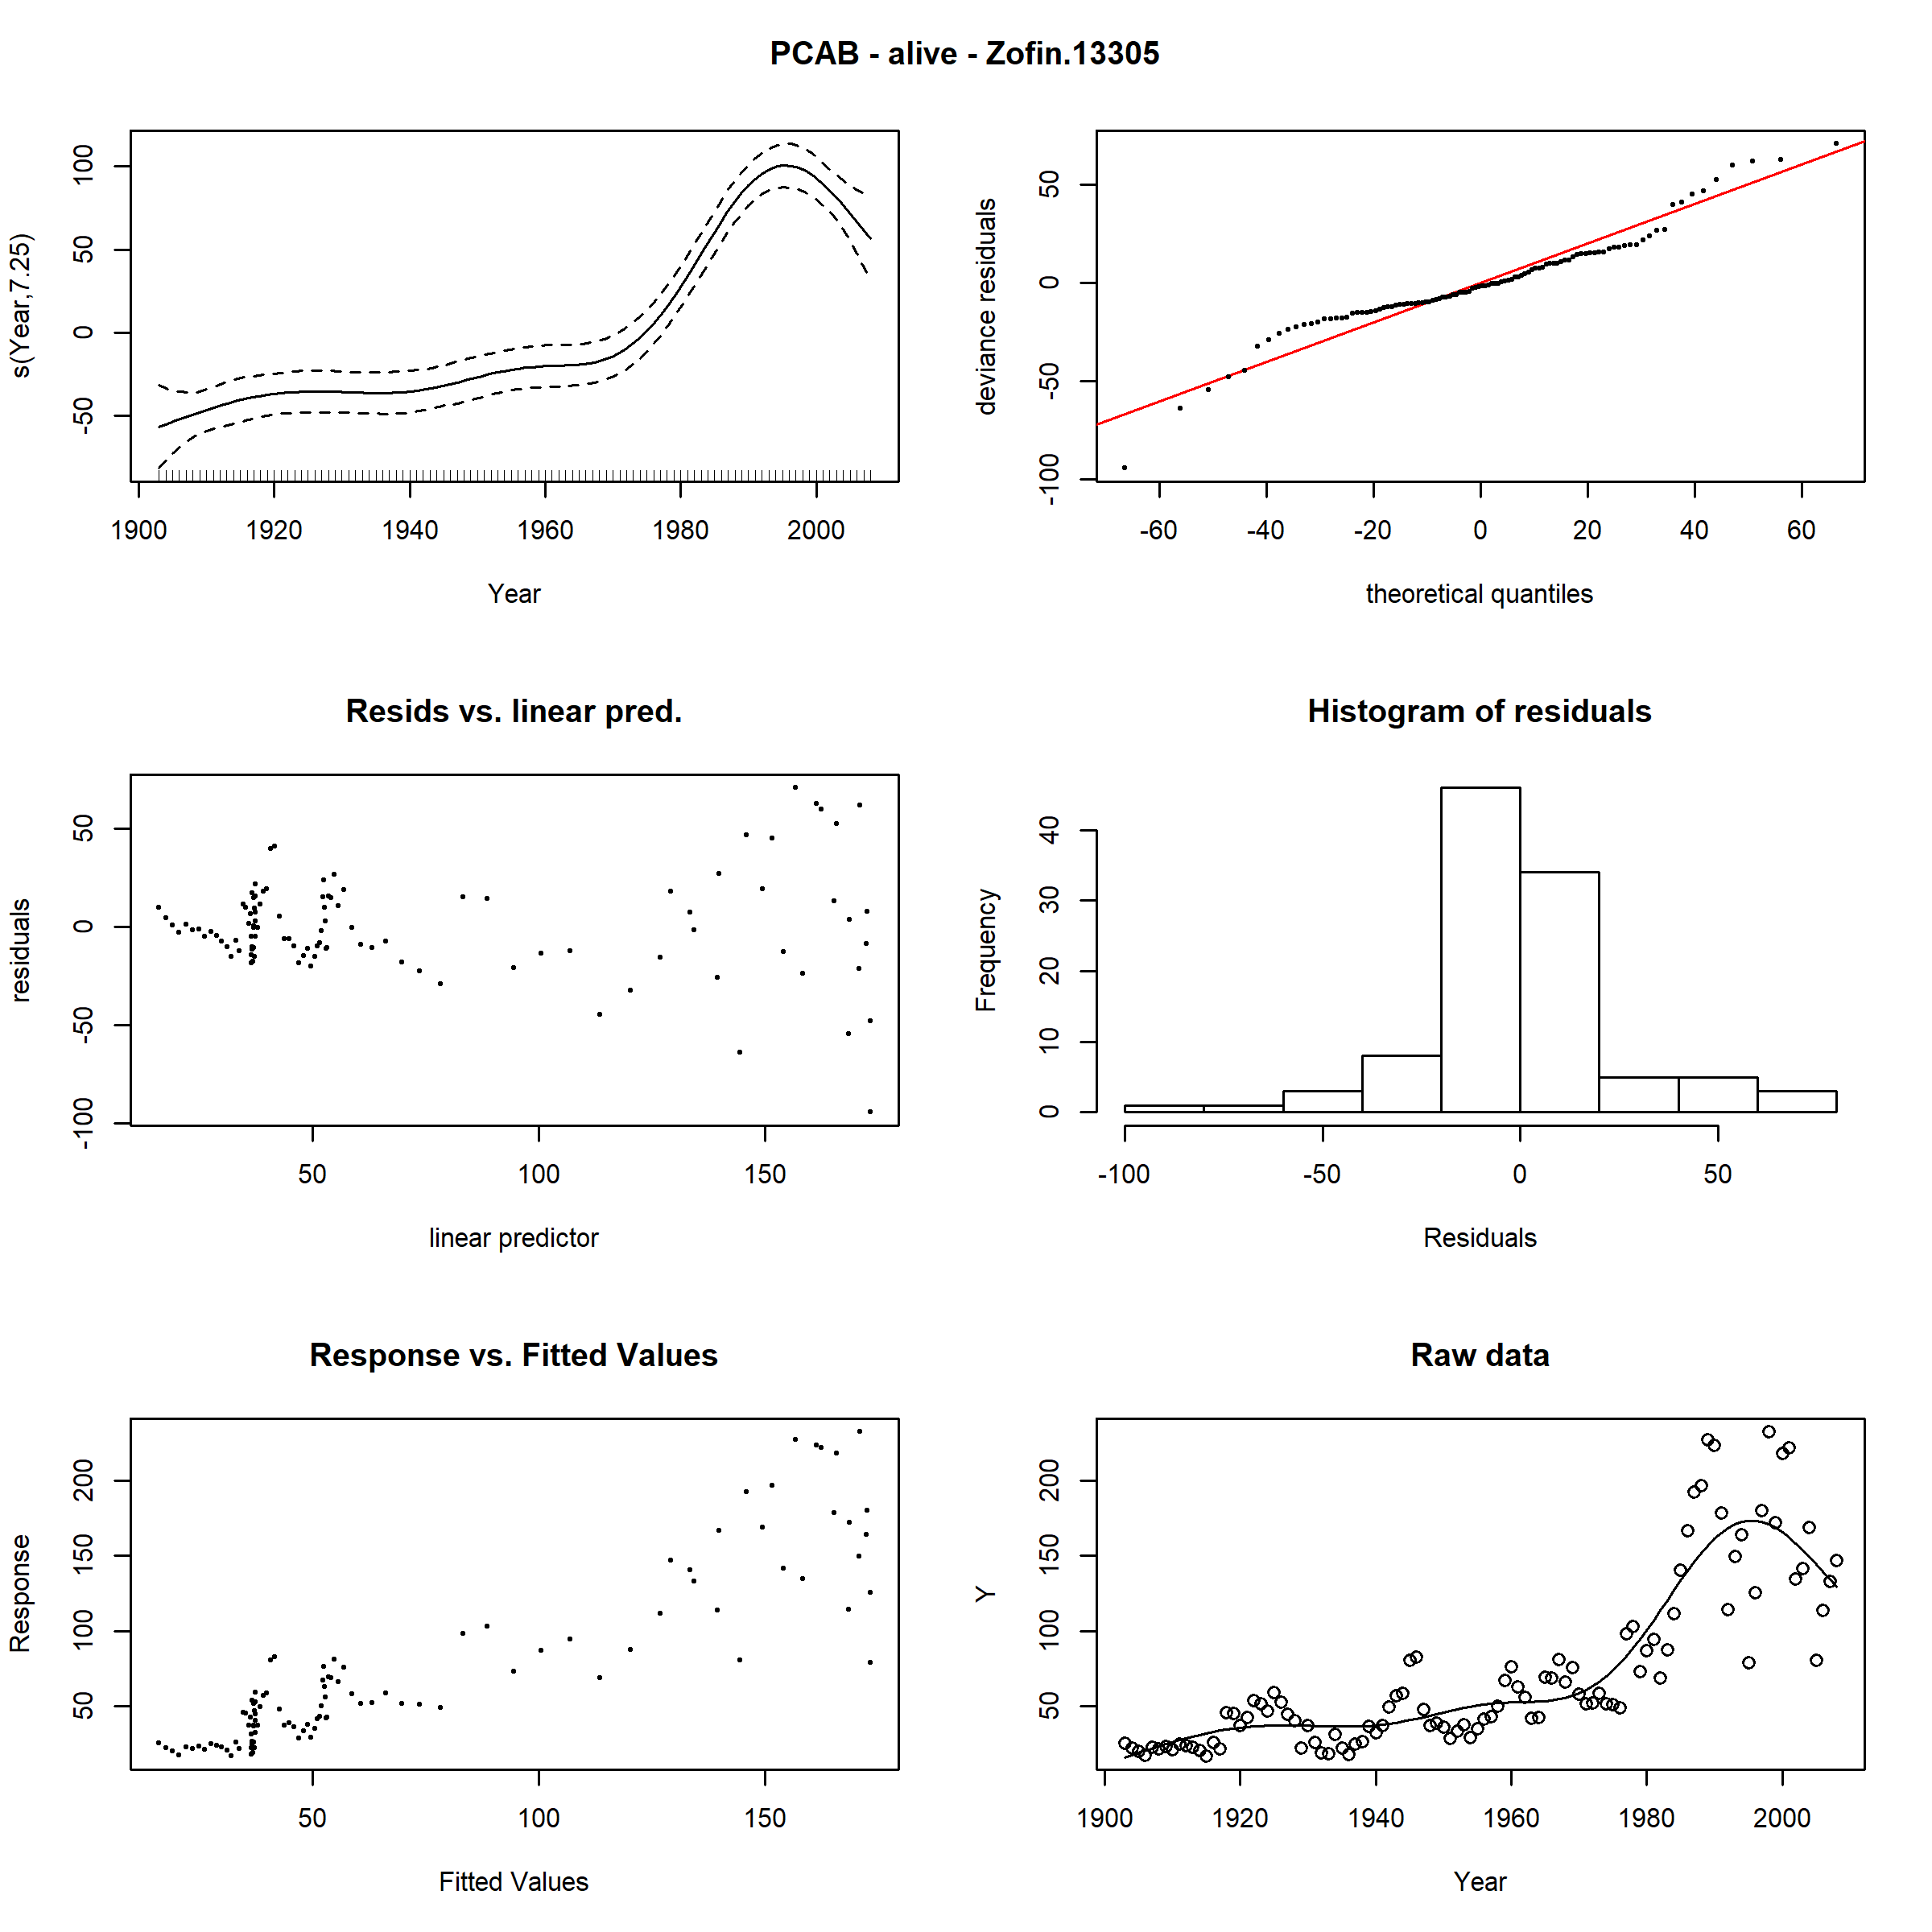 PCAB - alive - Zofin.13305
s(Year,7.25)
-50 0 50 100
1900 1920 1940 1960 1980 2000
Year
deviance residuals
-100 -50 0 50
-60 -40 -20 0 20 40 60
theoretical quantiles
Resids vs. linear pred.
residuals
-100 -50 0 50
50 100 150
linear predictor
Histogram of residuals
Frequency
0 10 20 30 40
-100 -50 0 50
Residuals
Response vs. Fitted Values
Response
50 100 150 200
50 100 150
Fitted Values
Raw data
Y
50 100 150 200
1900 1920 1940 1960 1980 2000
Year